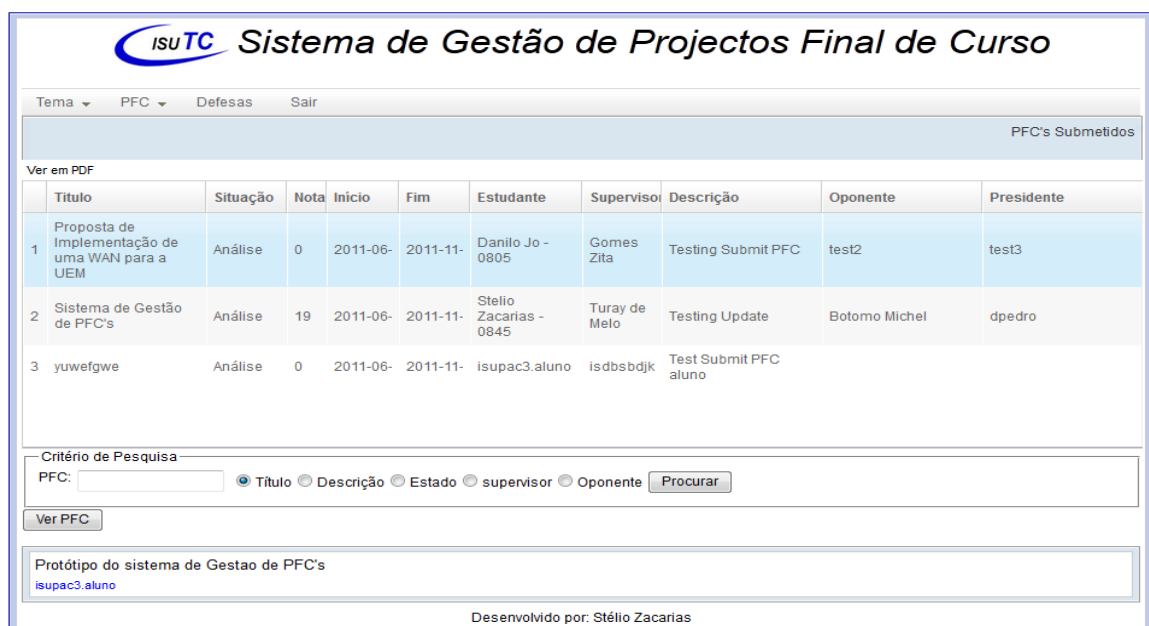 isuTC Sistema de Gestão de Projectos Final de Curso
Tema PFC Defesas Sair
PFC's Submetidos
Ver em PDF
Titulo Situação Nota Início Fim Estudante Supervisor Descrição Oponente Presidente
1 Proposta de Implementação de uma WAN para a UEM Análise 0 2011-06- 2011-11- Danilo Jo - 0805 Gomes Zita Testing Submit PFC test2 test3
2 Sistema de Gestão de PFC's Análise 19 2011-06- 2011-11- Stelio Zacarias - 0845 Turay de Melo Testing Update Botomo Michel dpedro
3 yuwefgwe Análise 0 2011-06- 2011-11- isupac3.aluno isdbsbdjk Test Submit PFC aluno
Critério de Pesquisa
PFC: Título Descrição Estado supervisor Oponente Procurar
Ver PFC
Protótipo do sistema de Gestao de PFC's
isupac3.aluno
Desenvolvido por: Stélio Zacarias